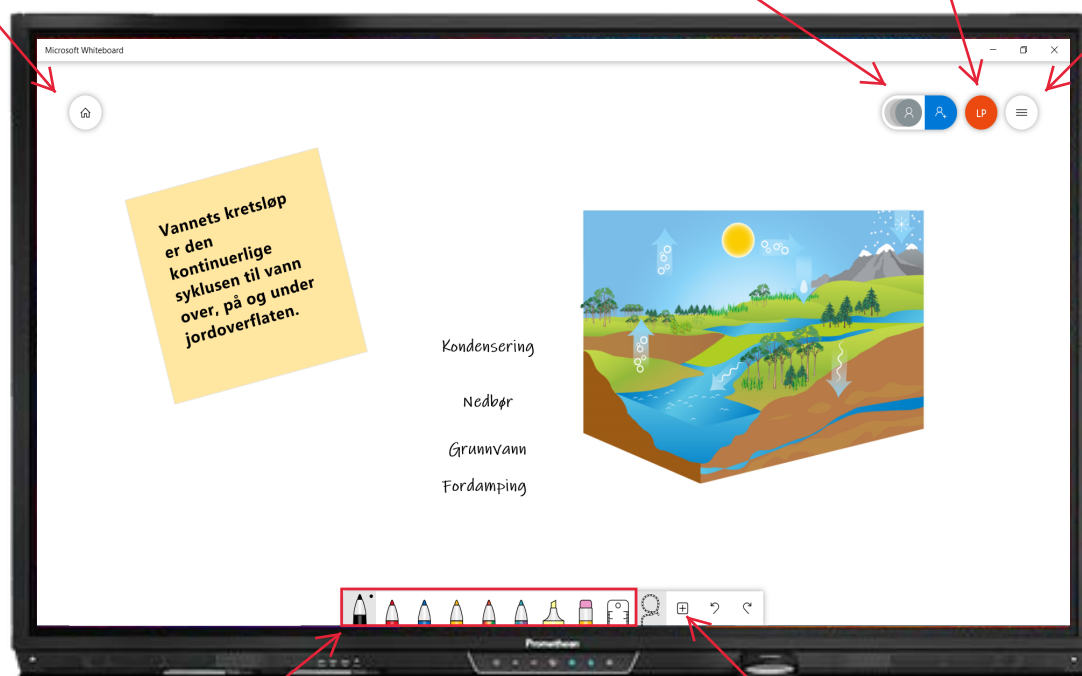 Microsoft Whiteboard
LP
Vannets kretsløp
er den
kontinuerlige
syklusen til vann
over, på og under
jordoverflaten.
Kondensering
Nedbør
Grunnvann
Fordamping
Promethean